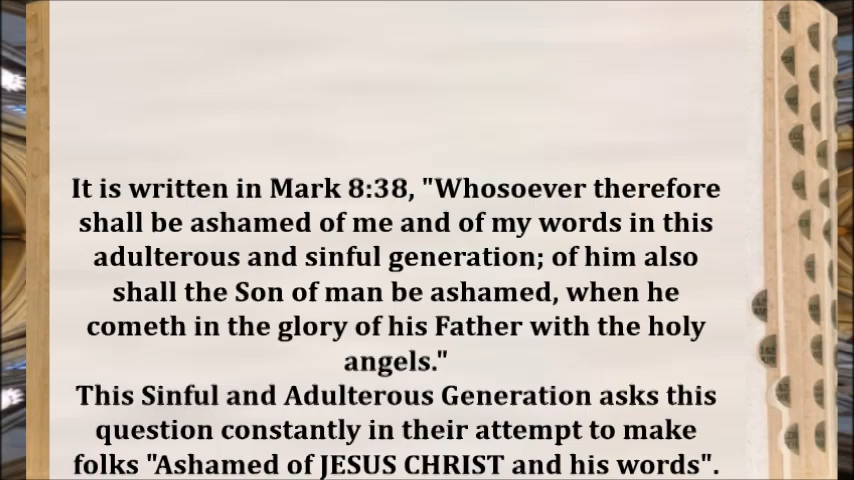 It is written in Mark 8:38, "Whosoever therefore
shall be ashamed of me and of my words in this
adulterous and sinful generation; of him also
shall the Son of man be ashamed, when he
cometh in the glory of his Father with the holy
angels."
This Sinful and Adulterous Generation asks this
question constantly in their attempt to make
folks "Ashamed of JESUS CHRIST and his words".